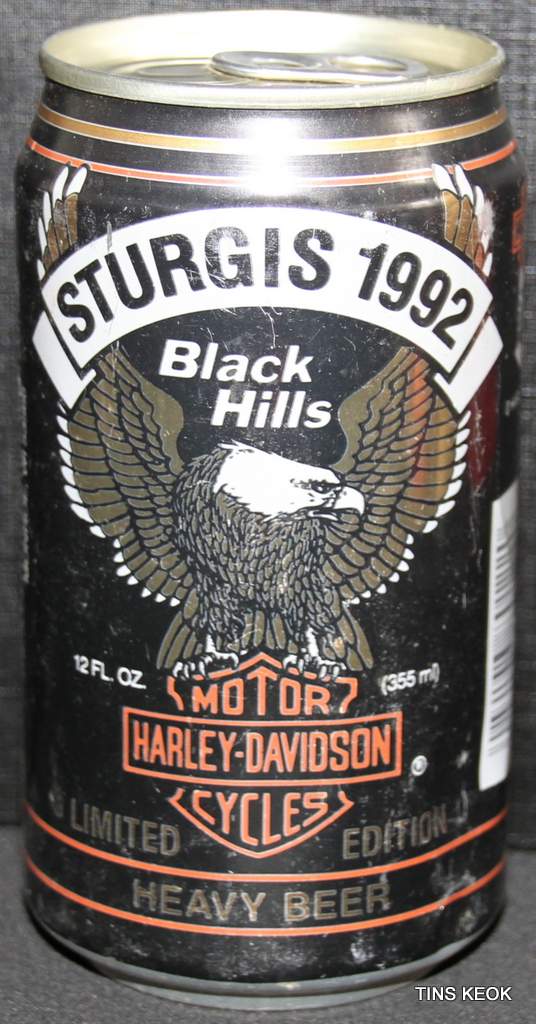 STURGIS 1992
Black
Hills
12 FL. OZ. (355 ml)
MOTOR
HARLEY-DAVIDSON
CYCLES
®
LIMITED EDITION
HEAVY BEER
TINS KEOK